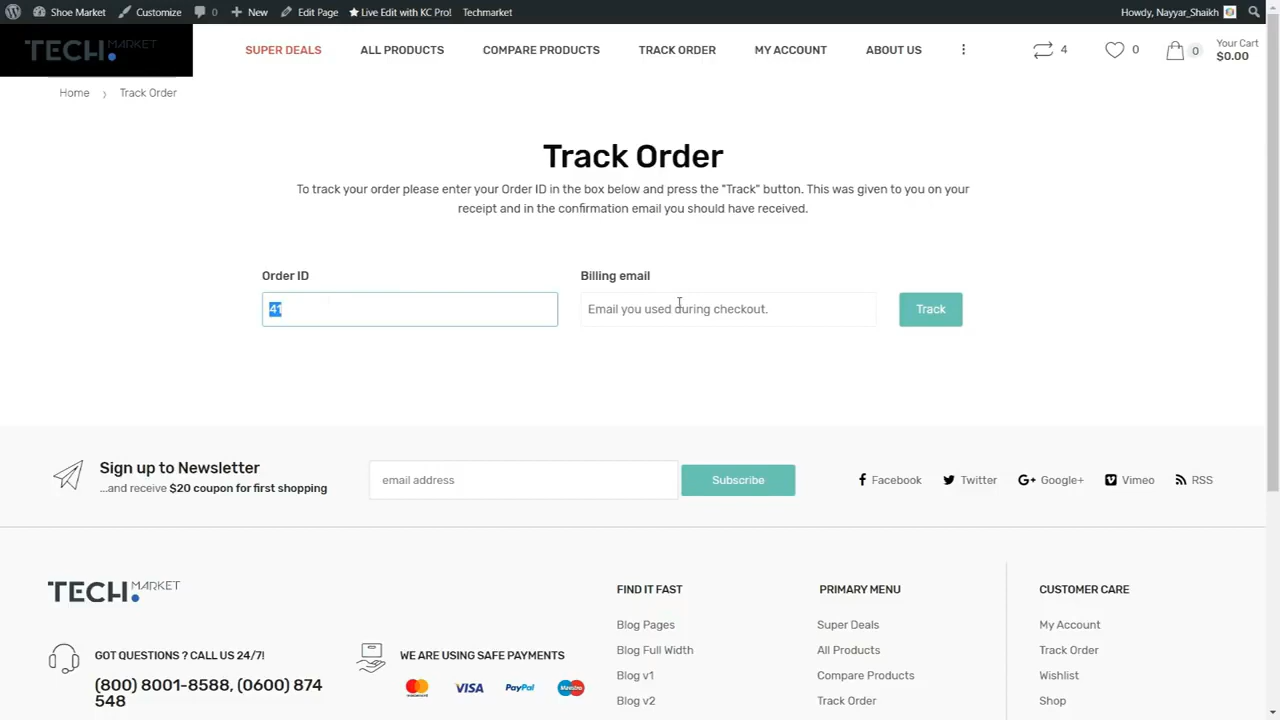 Shoe Market Customize 0 New Edit Page Live Edit with KC Pro! Techmarket Howdy, Nayyar_Shaikh
TECH. MARKET SUPER DEALS ALL PRODUCTS COMPARE PRODUCTS TRACK ORDER MY ACCOUNT ABOUT US 4 0 0 Your Cart
$0.00
Home › Track Order
Track Order
To track your order please enter your Order ID in the box below and press the "Track" button. This was given to you on your
receipt and in the confirmation email you should have received.
Order ID Billing email
41 Email you used during checkout. Track
Sign up to Newsletter
...and receive $20 coupon for first shopping
email address Subscribe Facebook Twitter Google+ Vimeo RSS
TECH. MARKET
FIND IT FAST PRIMARY MENU CUSTOMER CARE
Blog Pages Super Deals My Account
Blog Full Width All Products Track Order
GOT QUESTIONS ? CALL US 24/7! WE ARE USING SAFE PAYMENTS
Blog v1 Compare Products Wishlist
(800) 8001-8588, (0600) 874
548
mastercard VISA PayPal Maestro
Blog v2 Track Order Shop